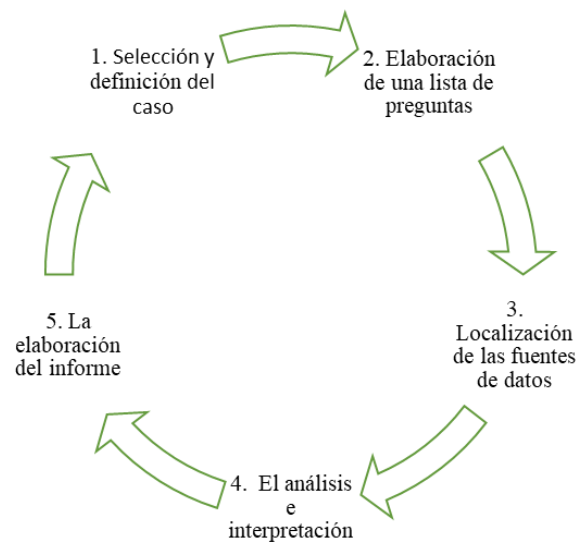 1. Selección y
definición del
caso
2. Elaboración
de una lista de
preguntas
3.
Localización
de las fuentes
de datos
4. El análisis
e
interpretación
5. La
elaboración
del informe